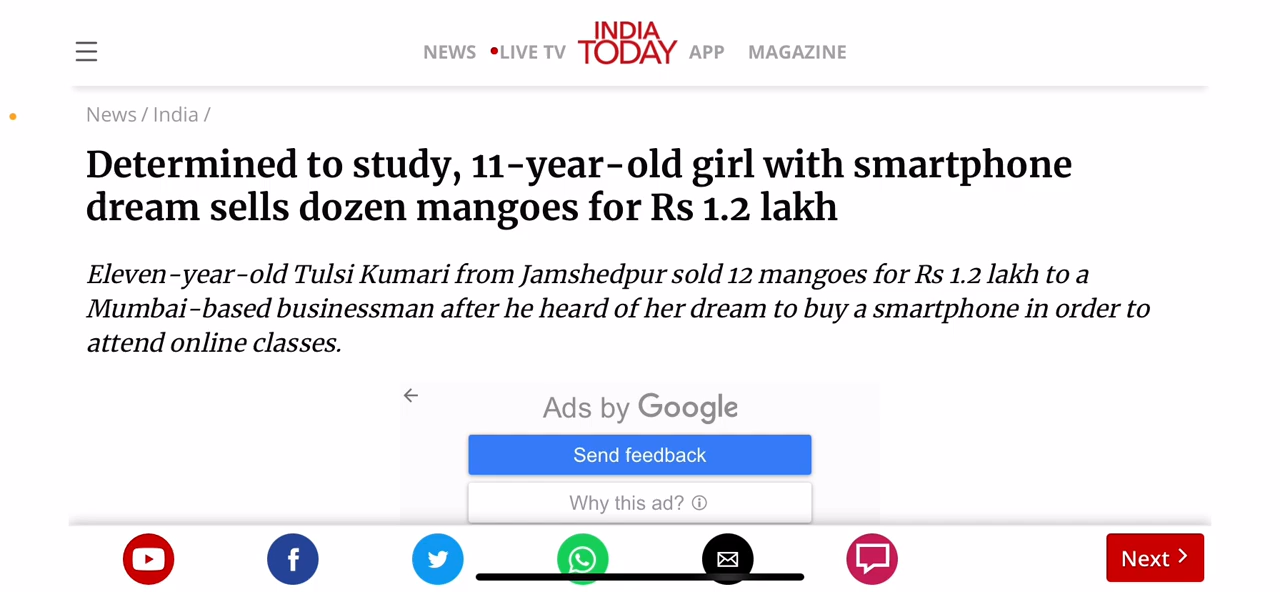 NEWS LIVE TV INDIA TODAY APP MAGAZINE
News / India /
Determined to study, 11-year-old girl with smartphone
dream sells dozen mangoes for Rs 1.2 lakh
Eleven-year-old Tulsi Kumari from Jamshedpur sold 12 mangoes for Rs 1.2 lakh to a
Mumbai-based businessman after he heard of her dream to buy a smartphone in order to
attend online classes.
Ads by Google
Send feedback
Why this ad?
Next